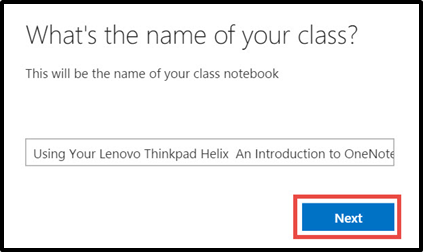 What's the name of your class?
This will be the name of your class notebook
Using Your Lenovo Thinkpad Helix  An Introduction to OneNote
Next